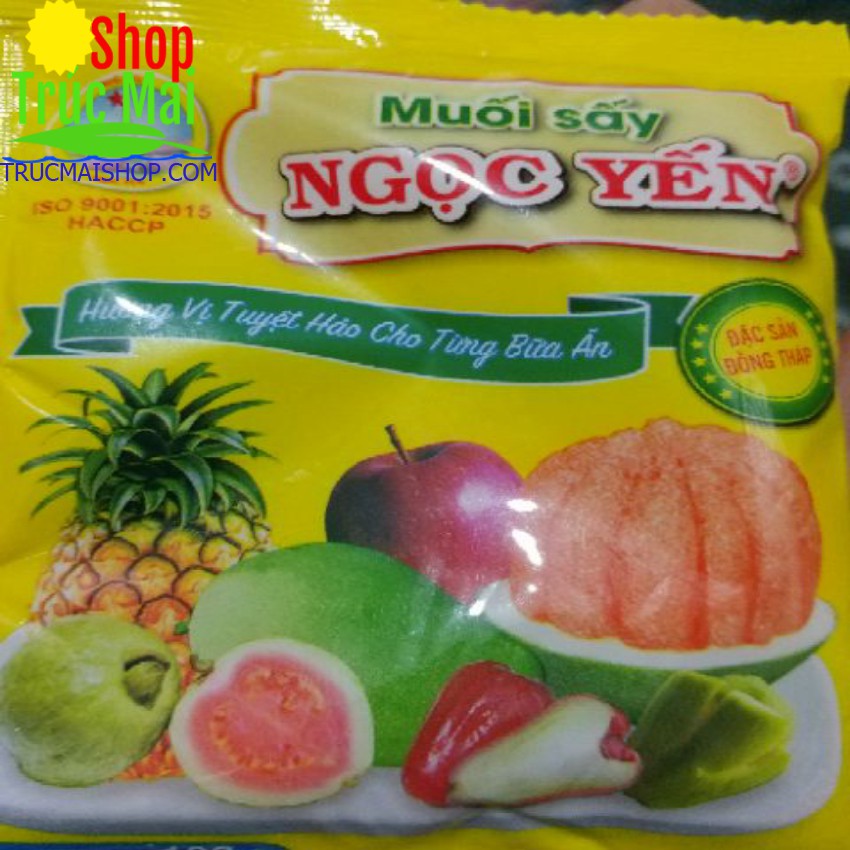 Shop
Trúc Mai
TRUCMAISHOP.COM
ISO 9001:2015
HACCP
Muối sấy
NGỌC YẾN®
Hương Vị Tuyệt Hảo Cho Từng Bữa Ăn
ĐẶC SẢN
ĐỒNG THÁP